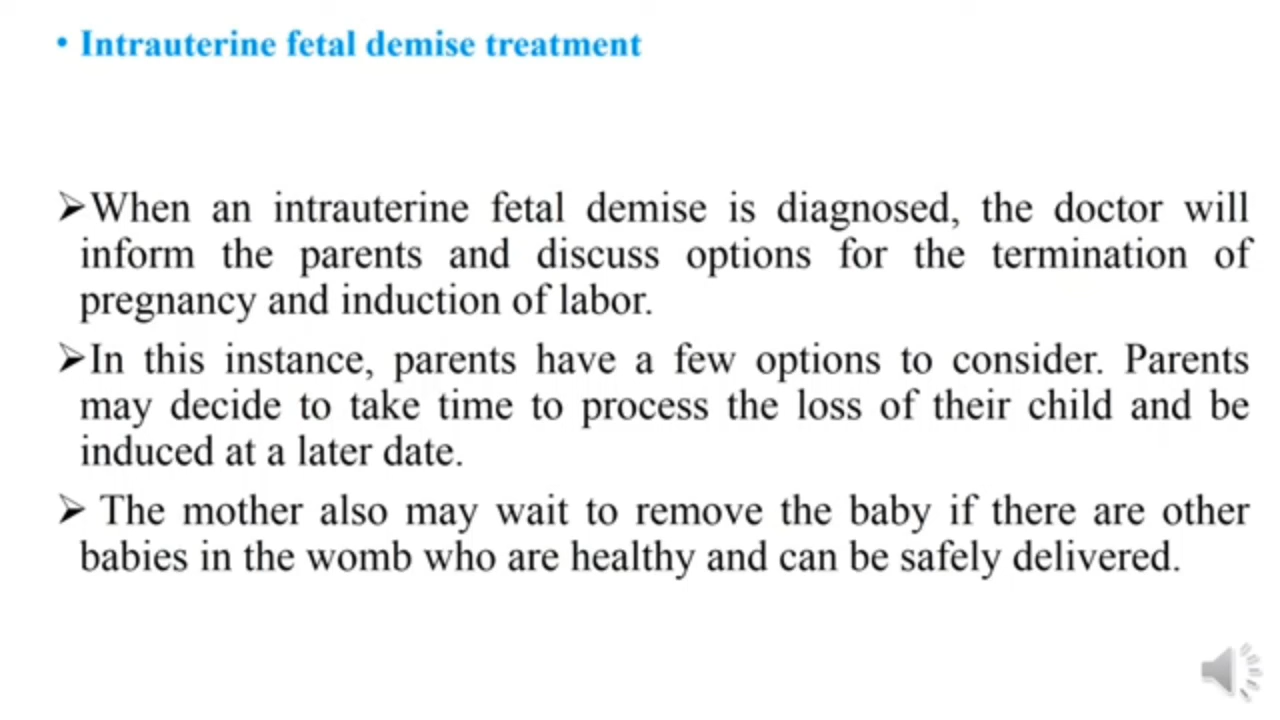 • Intrauterine fetal demise treatment
➢When an intrauterine fetal demise is diagnosed, the doctor will
inform the parents and discuss options for the termination of
pregnancy and induction of labor.
➢In this instance, parents have a few options to consider. Parents
may decide to take time to process the loss of their child and be
induced at a later date.
➢ The mother also may wait to remove the baby if there are other
babies in the womb who are healthy and can be safely delivered.